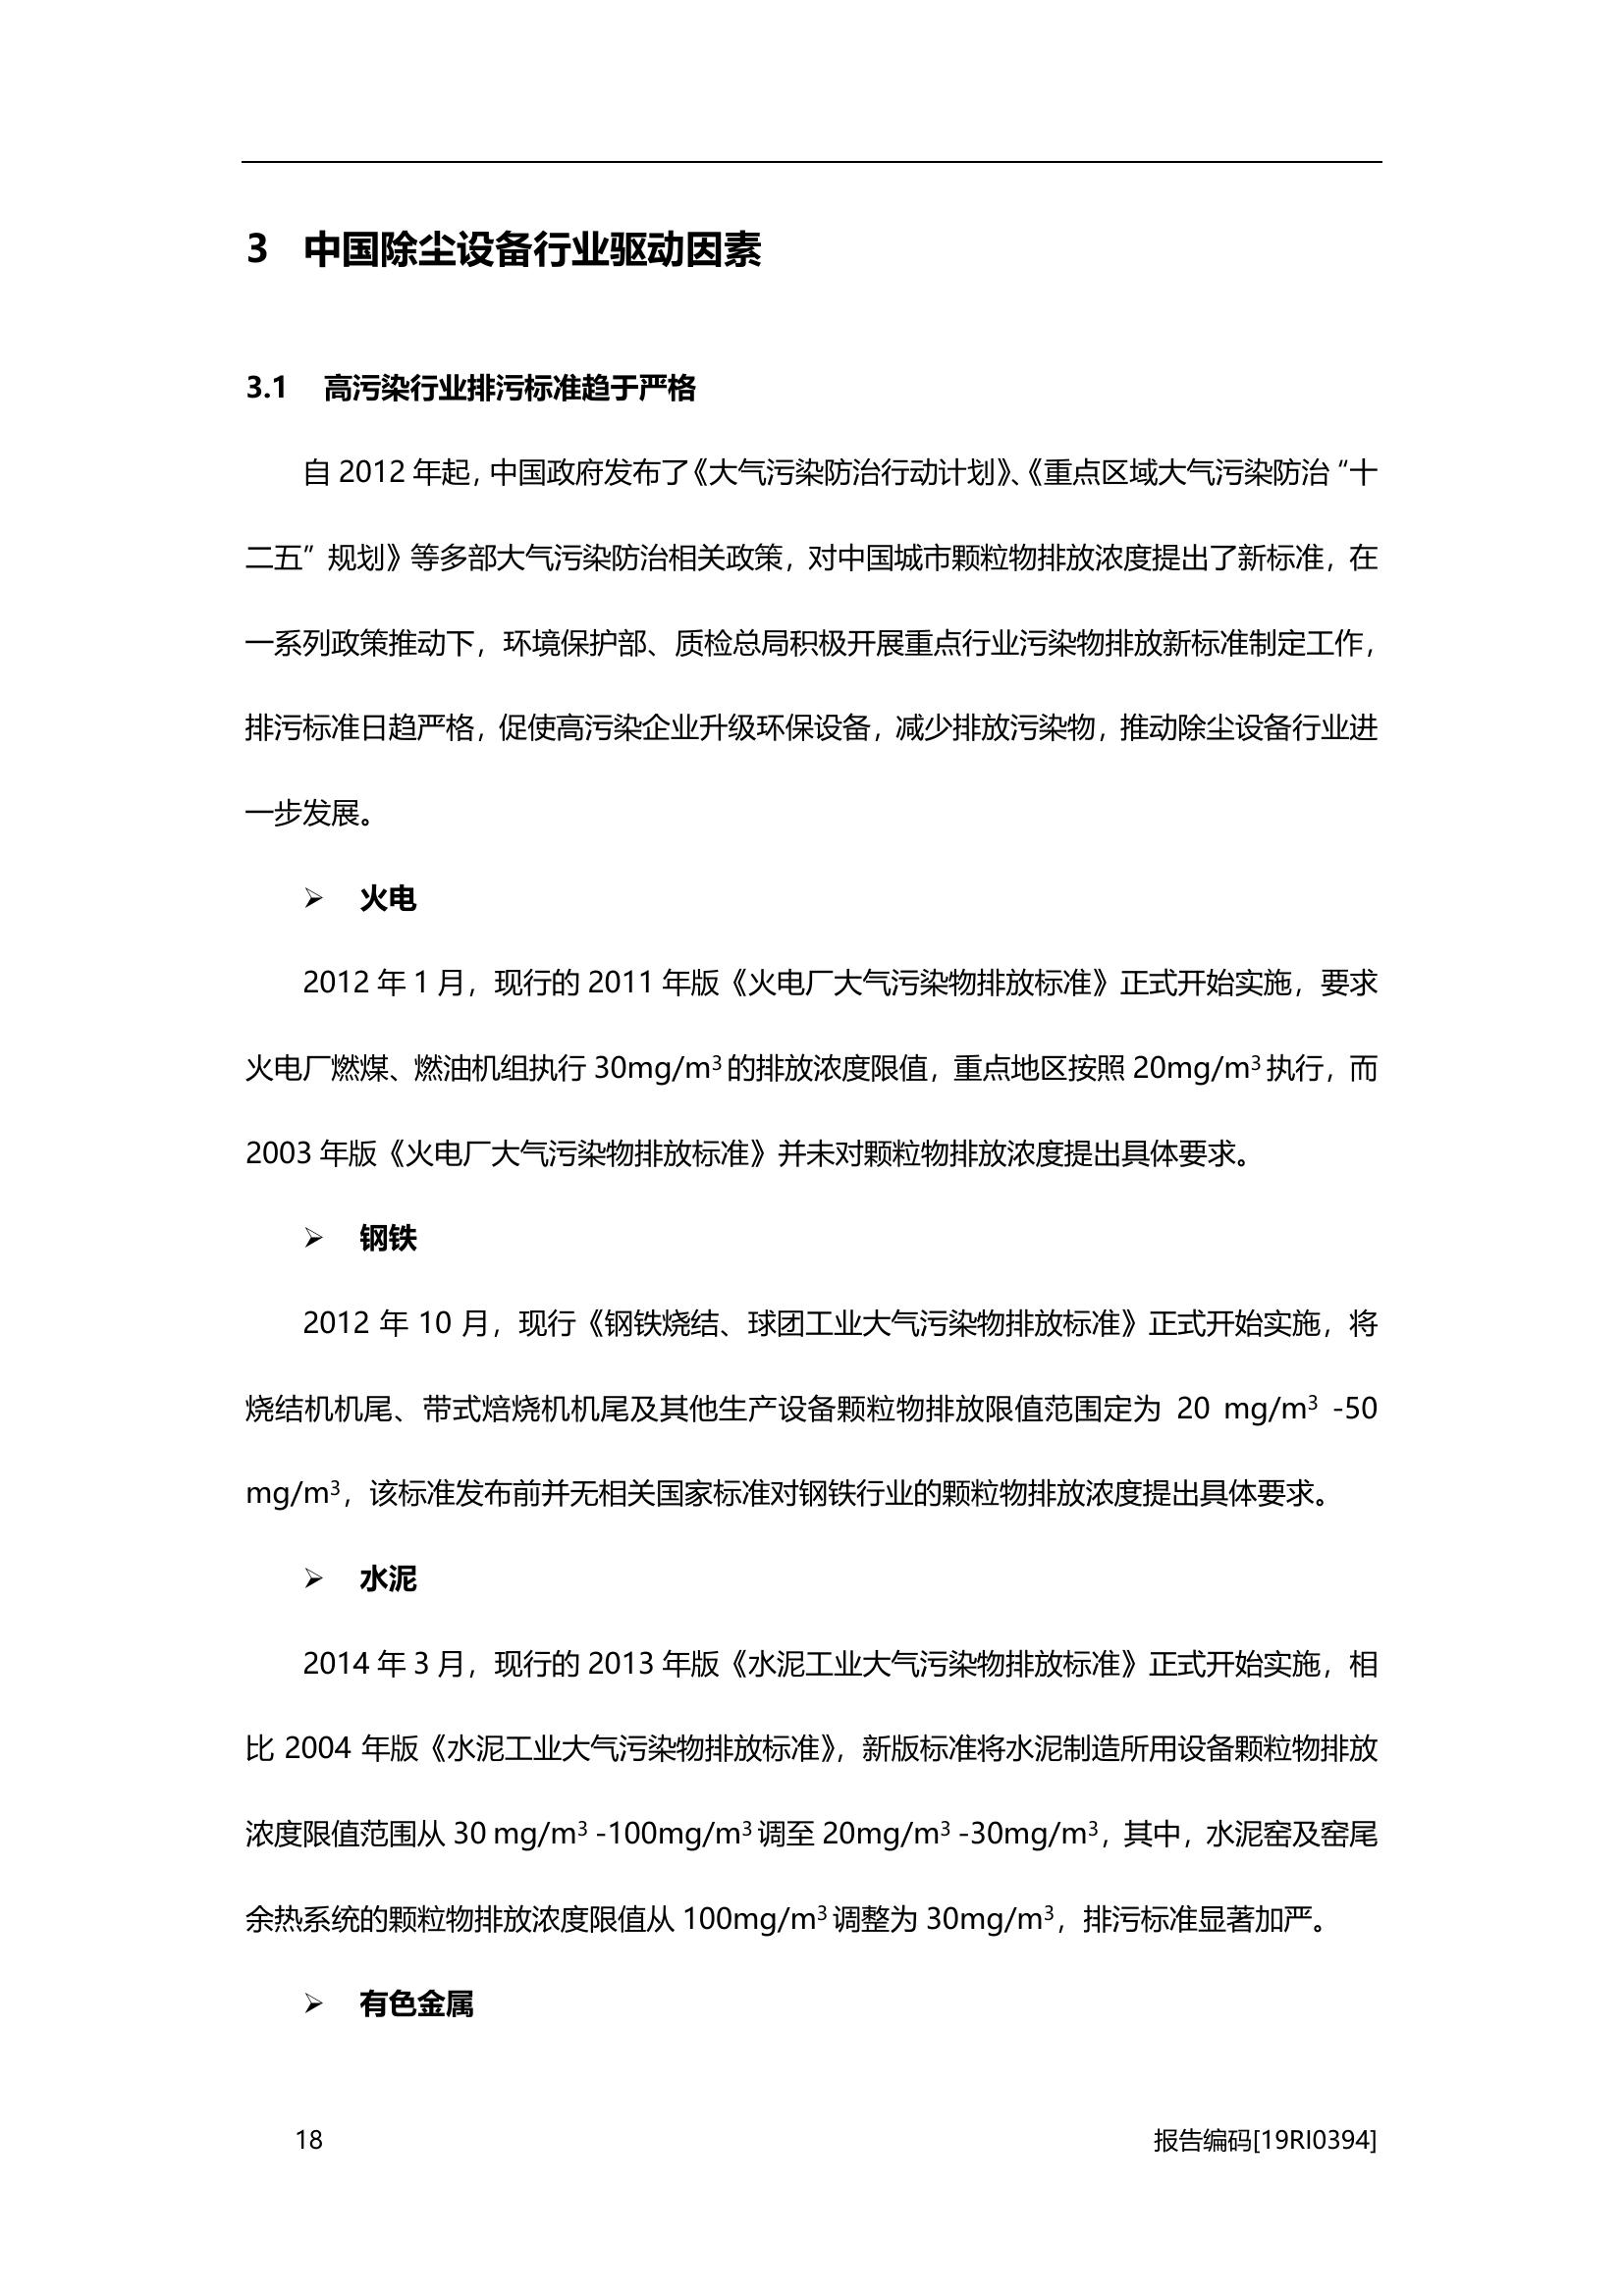 3 中国除尘设备行业驱动因素
3.1 高污染行业排污标准趋于严格
自 2012 年起，中国政府发布了《大气污染防治行动计划》、《重点区域大气污染防治“十
二五”规划》等多部大气污染防治相关政策，对中国城市颗粒物排放浓度提出了新标准，在
一系列政策推动下，环境保护部、质检总局积极开展重点行业污染物排放新标准制定工作，
排污标准日趋严格，促使高污染企业升级环保设备，减少排放污染物，推动除尘设备行业进
一步发展。
➢ 火电
2012 年 1 月，现行的 2011 年版《火电厂大气污染物排放标准》正式开始实施，要求
火电厂燃煤、燃油机组执行 30mg/m³ 的排放浓度限值，重点地区按照 20mg/m³ 执行，而
2003 年版《火电厂大气污染物排放标准》并未对颗粒物排放浓度提出具体要求。
➢ 钢铁
2012 年 10 月，现行《钢铁烧结、球团工业大气污染物排放标准》正式开始实施，将
烧结机机尾、带式焙烧机机尾及其他生产设备颗粒物排放限值范围定为 20 mg/m³ -50
mg/m³，该标准发布前并无相关国家标准对钢铁行业的颗粒物排放浓度提出具体要求。
➢ 水泥
2014 年 3 月，现行的 2013 年版《水泥工业大气污染物排放标准》正式开始实施，相
比 2004 年版《水泥工业大气污染物排放标准》，新版标准将水泥制造所用设备颗粒物排放
浓度限值范围从 30 mg/m³ -100mg/m³ 调至 20mg/m³ -30mg/m³，其中，水泥窑及窑尾
余热系统的颗粒物排放浓度限值从 100mg/m³ 调整为 30mg/m³，排污标准显著加严。
➢ 有色金属
18 报告编码[19RI0394]